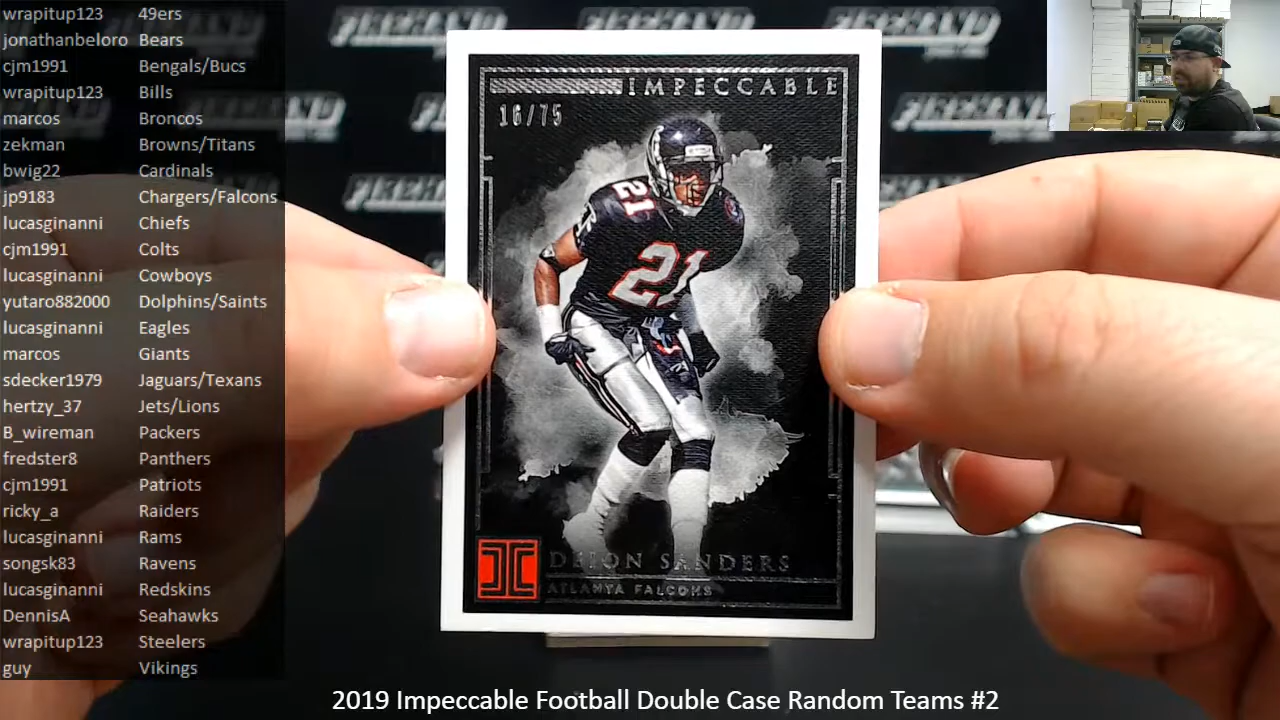 wrapitup123 49ers
jonathanbeloro Bears
cjm1991 Bengals/Bucs
wrapitup123 Bills
marcos Broncos
zekman Browns/Titans
bwig22 Cardinals
jp9183 Chargers/Falcons
lucasginanni Chiefs
cjm1991 Colts
lucasginanni Cowboys
yutaro882000 Dolphins/Saints
lucasginanni Eagles
marcos Giants
sdecker1979 Jaguars/Texans
hertzy_37 Jets/Lions
B_wireman Packers
fredster8 Panthers
cjm1991 Patriots
ricky_a Raiders
lucasginanni Rams
songsk83 Ravens
lucasginanni Redskins
DennisA Seahawks
wrapitup123 Steelers
guy Vikings
IMPECCABLE
16/75
21
21
DEION SANDERS
ATLANTA FALCONS
2019 Impeccable Football Double Case Random Teams #2